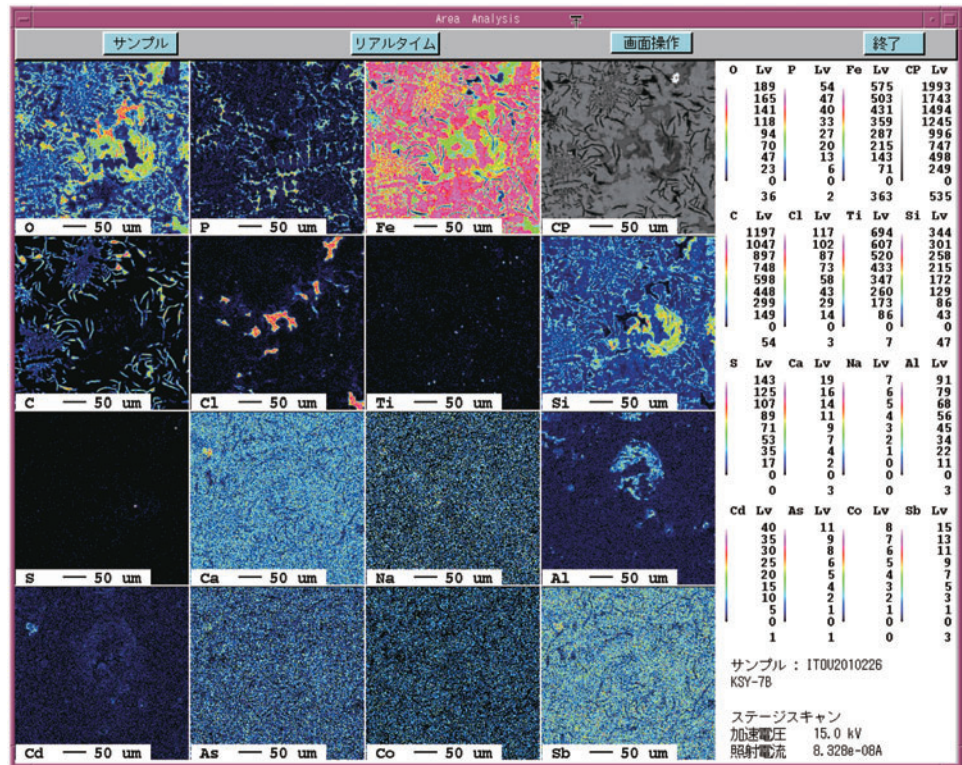 Area Analysis
サンプル リアルタイム 画面操作 終了
O 50 um P 50 um Fe 50 um CP 50 um
C 50 um Cl 50 um Ti 50 um Si 50 um
S 50 um Ca 50 um Na 50 um Al 50 um
Cd 50 um As 50 um Co 50 um Sb 50 um
O Lv P Lv Fe Lv CP Lv
189 54 575 1993
165 47 503 1743
141 40 431 1494
118 33 359 1245
94 27 287 996
70 20 215 747
47 13 143 498
23 6 71 249
0 0 0 0
36 2 363 535
C Lv Cl Lv Ti Lv Si Lv
1197 117 694 344
1047 102 607 301
897 87 520 258
748 73 433 215
598 58 347 172
448 43 260 129
299 29 173 86
149 14 86 43
0 0 0 0
54 3 7 47
S Lv Ca Lv Na Lv Al Lv
143 19 7 91
125 16 6 79
107 14 5 68
89 11 4 56
71 9 3 45
53 7 2 34
35 4 1 22
17 2 0 11
0 0 0 0
0 3 0 3
Cd Lv As Lv Co Lv Sb Lv
40 11 8 15
35 9 7 13
30 8 6 11
25 6 5 9
20 5 4 7
15 4 3 5
10 2 2 3
5 1 1 1
0 0 0 0
1 1 0 3
サンプル : ITOU2010226
KSY-7B
ステージスキャン
加速電圧 15.0 kV
照射電流 8.328e-08A